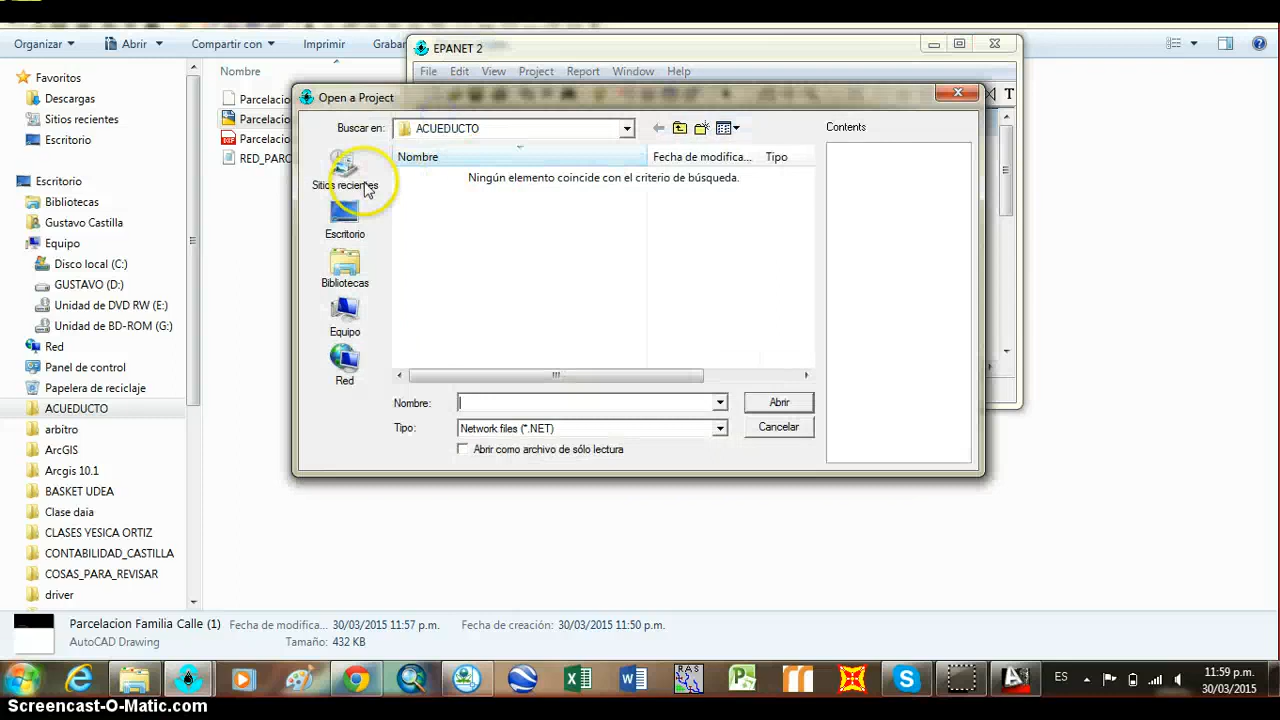 Organizar Abrir Compartir con Imprimir Graba
EPANET 2
File Edit View Project Report Window Help
Nombre
Parcelacion
Parcelacio
Parcelacion
RED_PARC
Favoritos
Descargas
Sitios recientes
Escritorio
Escritorio
Bibliotecas
Gustavo Castilla
Equipo
Disco local (C:)
GUSTAVO (D:)
Unidad de DVD RW (E:)
Unidad de BD-ROM (G:)
Red
Panel de control
Papelera de reciclaje
ACUEDUCTO
arbitro
ArcGIS
Arcgis 10.1
BASKET UDEA
Clase daia
CLASES YESICA ORTIZ
CONTABILIDAD_CASTILLA
COSAS_PARA_REVISAR
driver
Open a Project
Buscar en: ACUEDUCTO
Contents
Nombre Fecha de modifica... Tipo
Ningún elemento coincide con el criterio de búsqueda.
Sitios recientes
Escritorio
Bibliotecas
Equipo
Red
Nombre: Abrir
Tipo: Network files (*.NET) Cancelar
Abrir como archivo de sólo lectura
T
Parcelacion Familia Calle (1) Fecha de modifica... 30/03/2015 11:57 p.m. Fecha de creación: 30/03/2015 11:50 p.m.
AutoCAD Drawing Tamaño: 432 KB
RAS
ES
11:59 p.m.
30/03/2015
Screencast-O-Matic.com